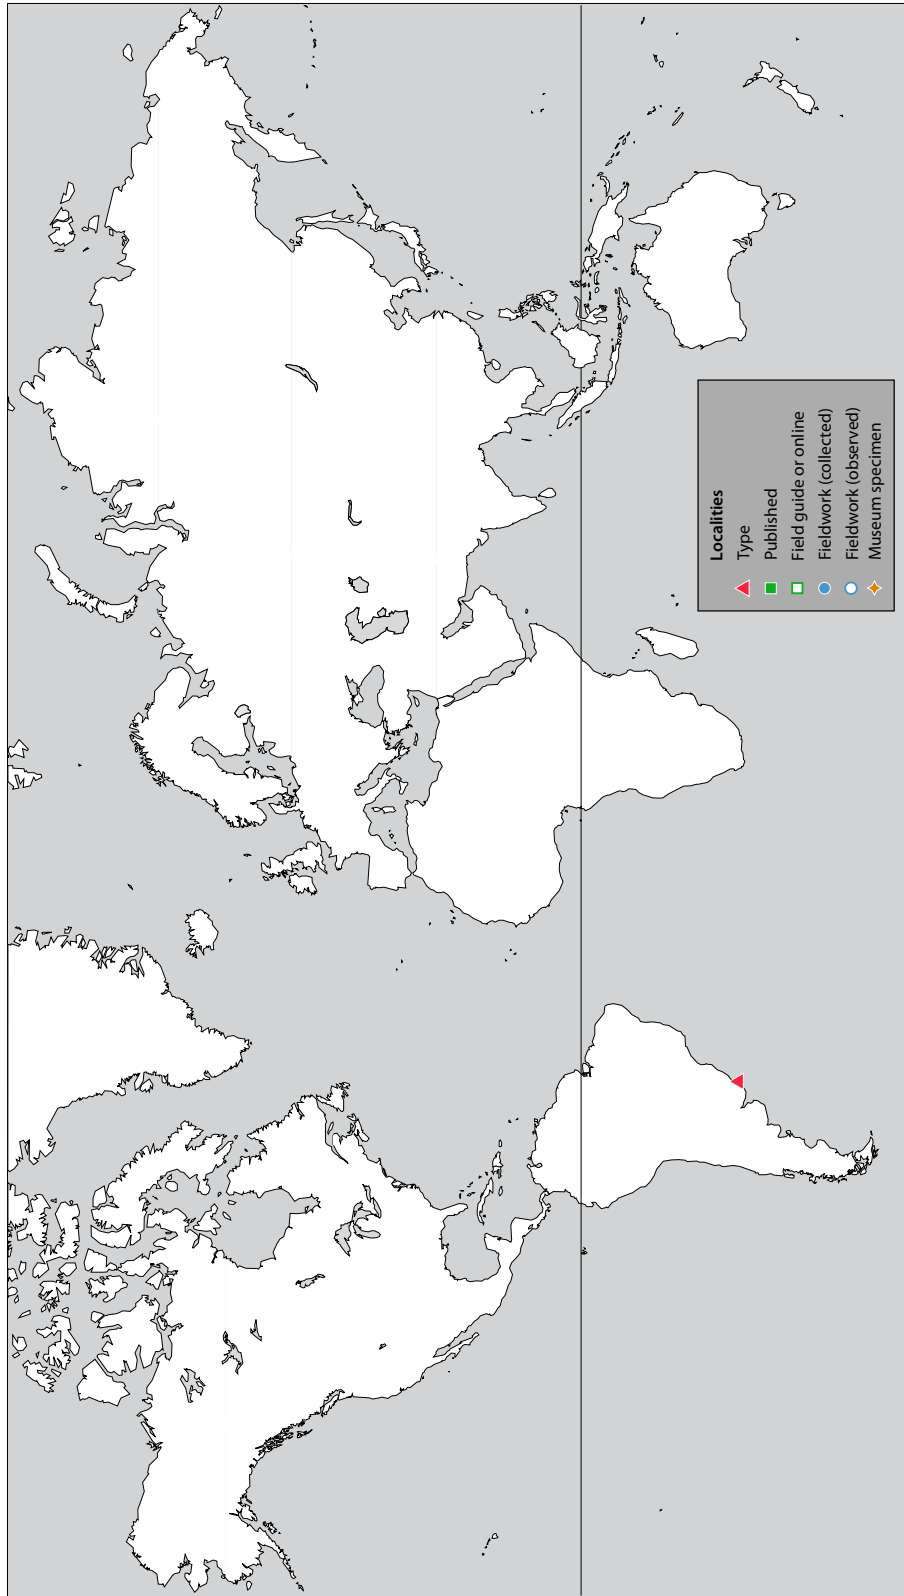 Localities
Type
Published
Field guide or online
Fieldwork (collected)
Fieldwork (observed)
Museum specimen